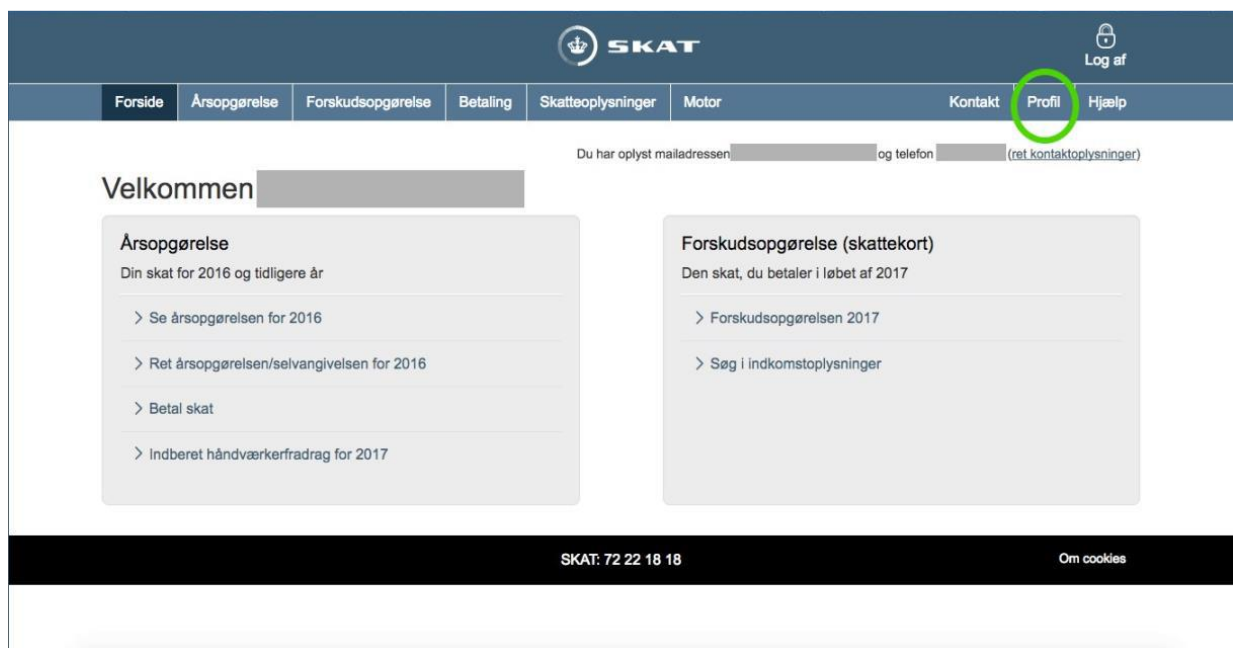 SKAT
Log af
Forside Årsopgørelse Forskudsopgørelse Betaling Skatteoplysninger Motor Kontakt Profil Hjælp
Du har oplyst mailadressen og telefon (ret kontaktoplysninger)
Velkommen
Årsopgørelse
Din skat for 2016 og tidligere år
> Se årsopgørelsen for 2016
> Ret årsopgørelsen/selvangivelsen for 2016
> Betal skat
> Indberet håndværkerfradrag for 2017
Forskudsopgørelse (skattekort)
Den skat, du betaler i løbet af 2017
> Forskudsopgørelsen 2017
> Søg i indkomstoplysninger
SKAT: 72 22 18 18
Om cookies